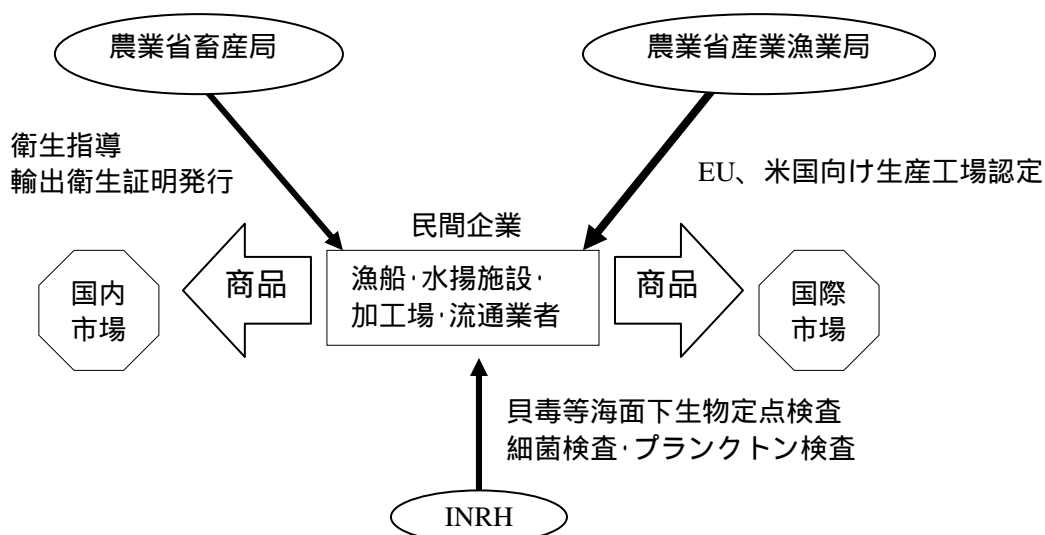 農業省畜産局
農業省産業漁業局
衛生指導
輸出衛生証明発行
EU、米国向け生産工場認定
民間企業
国内
市場
商品
漁船･水揚施設･
加工場･流通業者
商品
国際
市場
貝毒等海面下生物定点検査
細菌検査･プランクトン検査
INRH